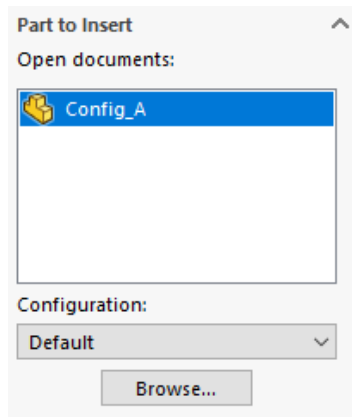 Part to Insert
Open documents:
Config_A
Configuration:
Default
Browse...